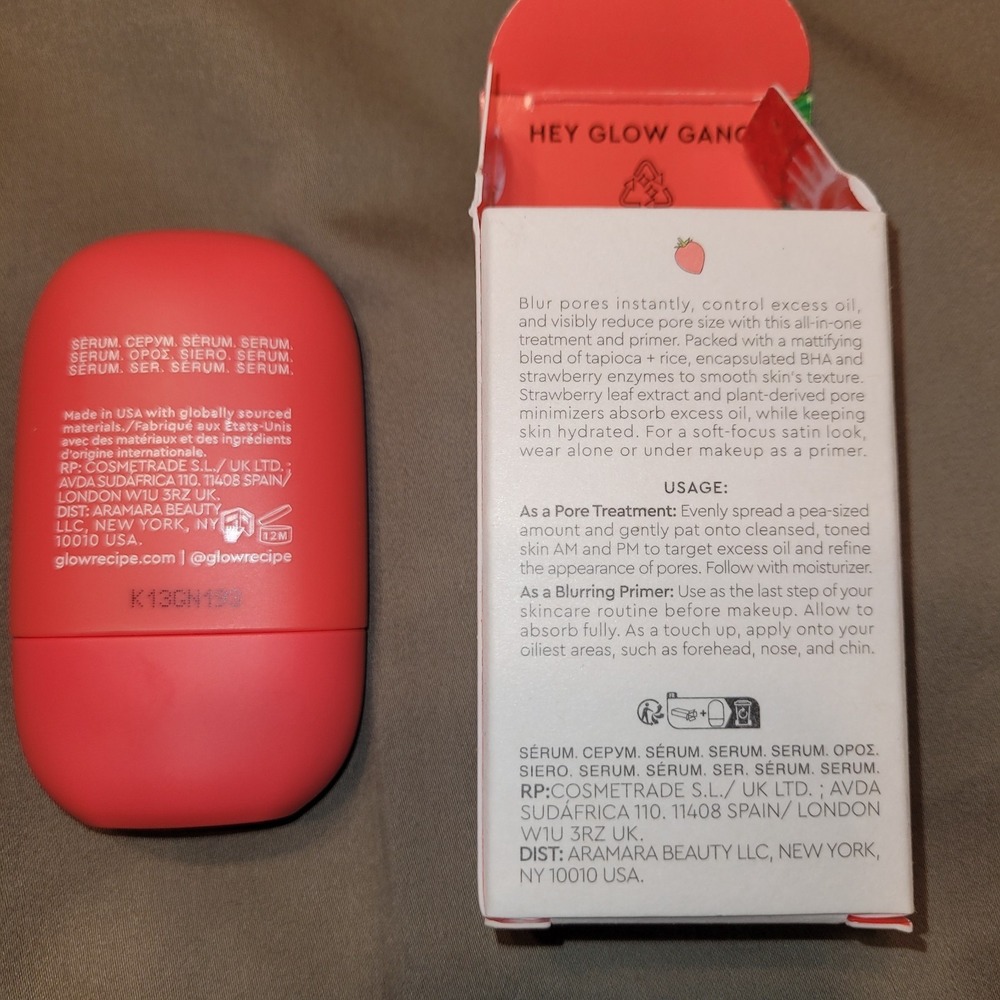 SÉRUM. СЕРУМ. SÉRUM. SERUM.
SERUM. ΟΡΟΣ. SIERO. SERUM.
SÉRUM. SER. SÉRUM. SERUM.
Made in USA with globally sourced
materials./Fabriqué aux États-Unis
avec des matériaux et des ingrédients
d'origine internationale.
RP: COSMETRADE S.L./ UK LTD. ;
AVDA SUDÁFRICA 110. 11408 SPAIN/
LONDON W1U 3RZ UK.
DIST: ARAMARA BEAUTY
LLC, NEW YORK, NY
10010 USA.
12M
glowrecipe.com | @glowrecipe
HEY GLOW GANG
Blur pores instantly, control excess oil,
and visibly reduce pore size with this all-in-one
treatment and primer. Packed with a mattifying
blend of tapioca + rice, encapsulated BHA and
strawberry enzymes to smooth skin's texture.
Strawberry leaf extract and plant-derived pore
minimizers absorb excess oil, while keeping
skin hydrated. For a soft-focus satin look,
wear alone or under makeup as a primer.
USAGE:
As a Pore Treatment: Evenly spread a pea-sized
amount and gently pat onto cleansed, toned
skin AM and PM to target excess oil and refine
the appearance of pores. Follow with moisturizer.
As a Blurring Primer: Use as the last step of your
skincare routine before makeup. Allow to
absorb fully. As a touch up, apply onto your
oiliest areas, such as forehead, nose, and chin.
SÉRUM. СЕРУМ. SÉRUM. SERUM. SERUM. ΟΡΟΣ.
SIERO. SERUM. SÉRUM. SER. SÉRUM. SERUM.
RP:COSMETRADE S.L./ UK LTD. ; AVDA
SUDÁFRICA 110. 11408 SPAIN/ LONDON
W1U 3RZ UK.
DIST: ARAMARA BEAUTY LLC, NEW YORK,
NY 10010 USA.